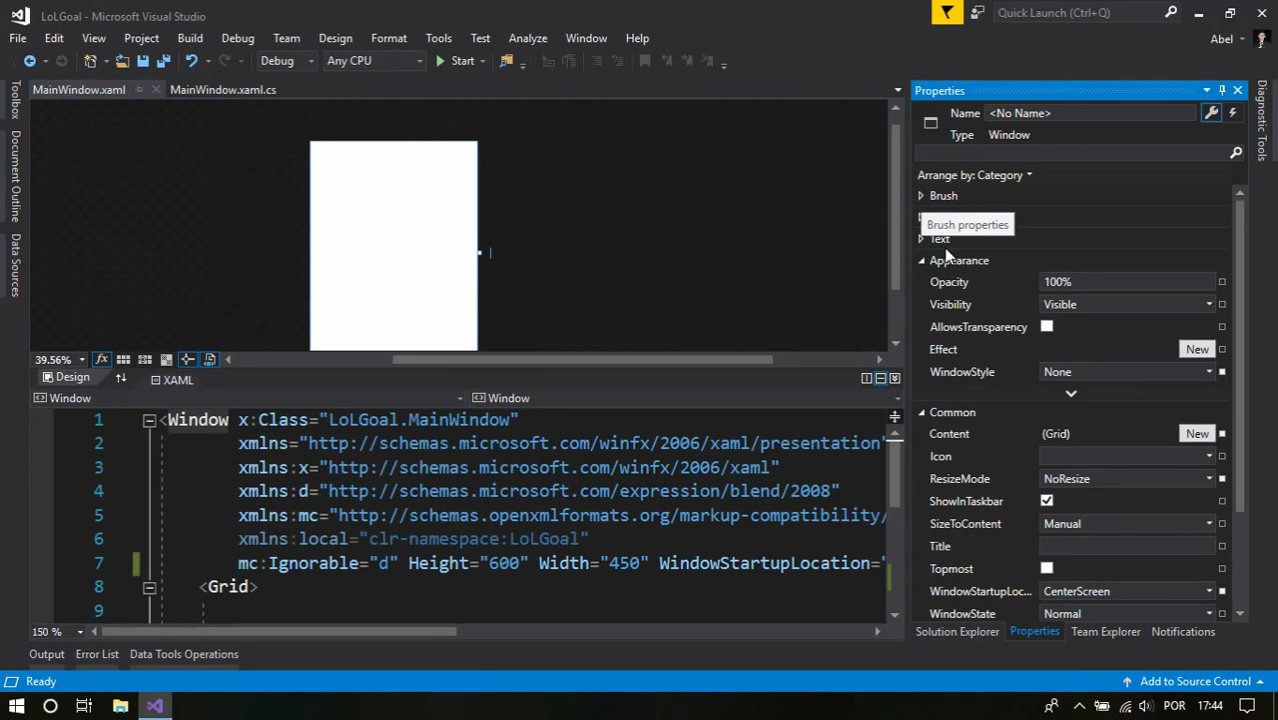 LoLGoal - Microsoft Visual Studio
Quick Launch (Ctrl+Q)
File Edit View Project Build Debug Team Design Format Tools Test Analyze Window Help
Abel
Debug Any CPU Start
Toolbox
Document Outline
Data Sources
MainWindow.xaml MainWindow.xaml.cs
39.56%
Design XAML
Window Window
1 <Window x:Class="LoLGoal.MainWindow"
2 xmlns="http://schemas.microsoft.com/winfx/2006/xaml/presentation"
3 xmlns:x="http://schemas.microsoft.com/winfx/2006/xaml"
4 xmlns:d="http://schemas.microsoft.com/expression/blend/2008"
5 xmlns:mc="http://schemas.openxmlformats.org/markup-compatibility/
6 xmlns:local="clr-namespace:LoLGoal"
7 mc:Ignorable="d" Height="600" Width="450" WindowStartupLocation="
8 <Grid>
9
150 %
Properties
Name <No Name>
Type Window
Arrange by: Category
Brush
Brush properties
Text
Appearance
Opacity 100%
Visibility Visible
AllowsTransparency
Effect New
WindowStyle None
Common
Content (Grid) New
Icon
ResizeMode NoResize
ShowInTaskbar
SizeToContent Manual
Title
Topmost
WindowStartupLoc... CenterScreen
WindowState Normal
Solution Explorer Properties Team Explorer Notifications
Diagnostic Tools
Output Error List Data Tools Operations
Ready
Add to Source Control
POR 17:44